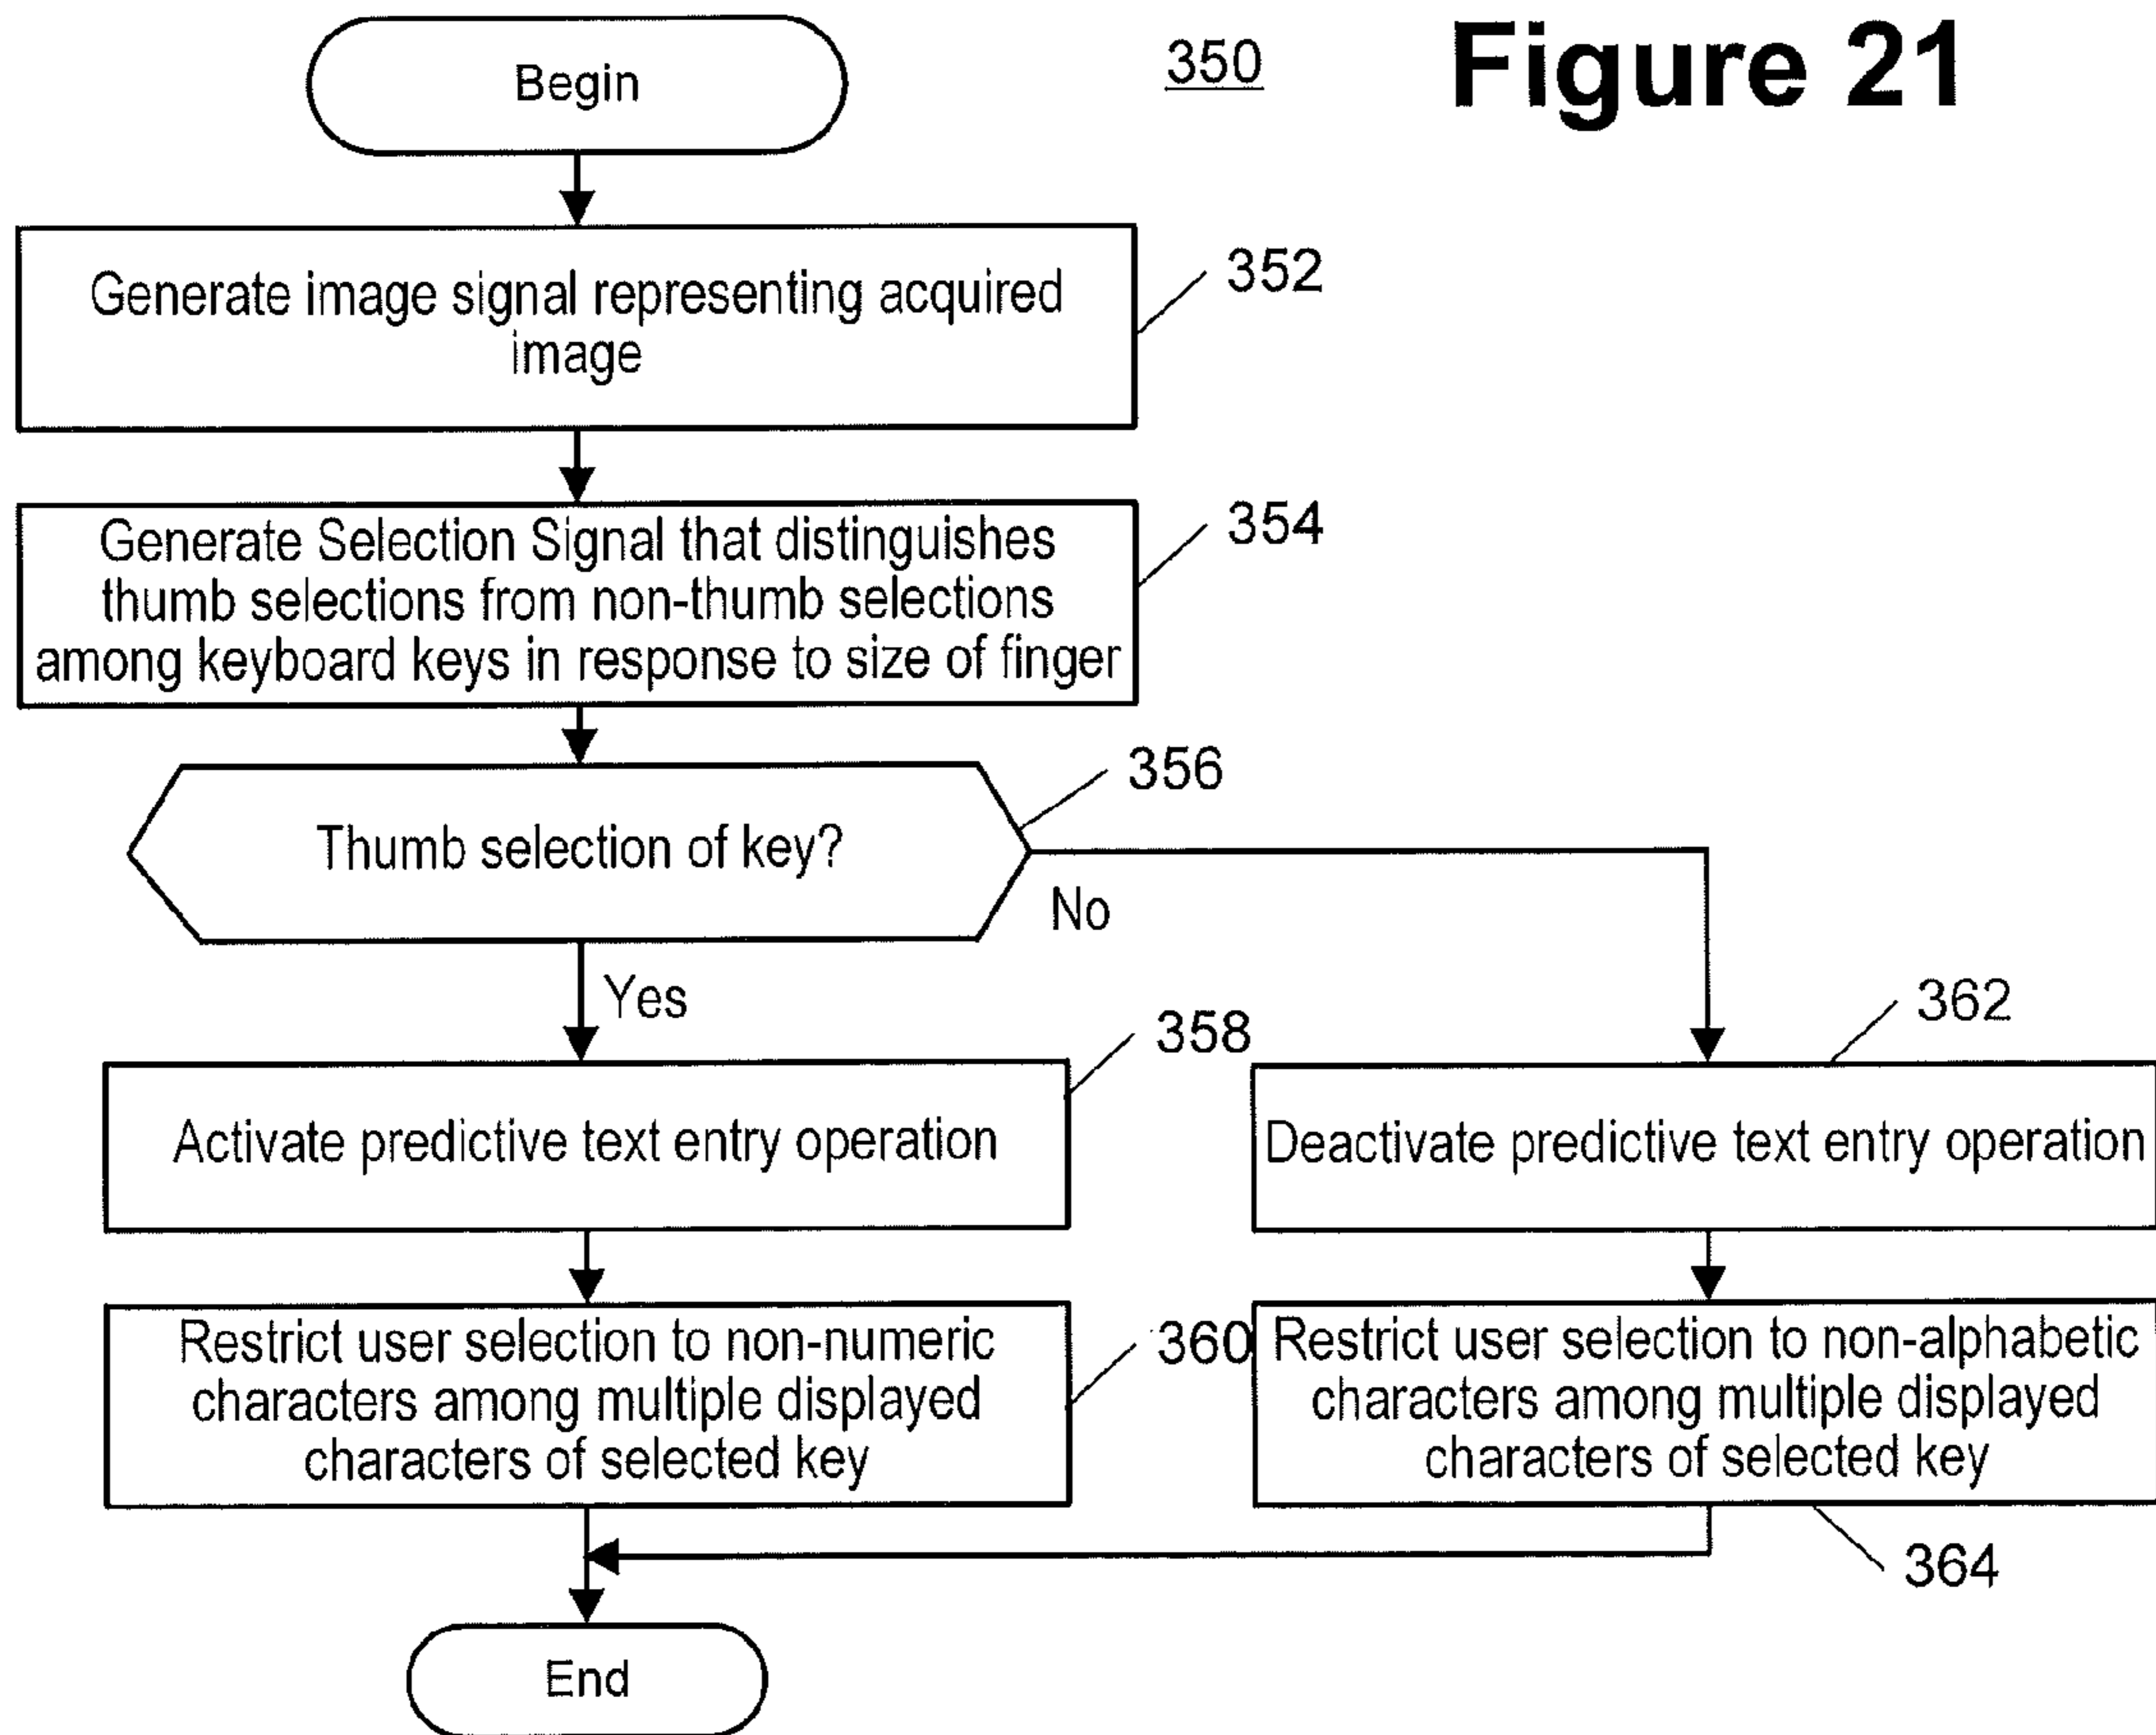 Figure 21
350
Begin
Generate image signal representing acquired
image
352
Generate Selection Signal that distinguishes
thumb selections from non-thumb selections
among keyboard keys in response to size of finger
354
Thumb selection of key?
356
No
Yes
Activate predictive text entry operation
358
Deactivate predictive text entry operation
362
Restrict user selection to non-numeric
characters among multiple displayed
characters of selected key
360
Restrict user selection to non-alphabetic
characters among multiple displayed
characters of selected key
364
End